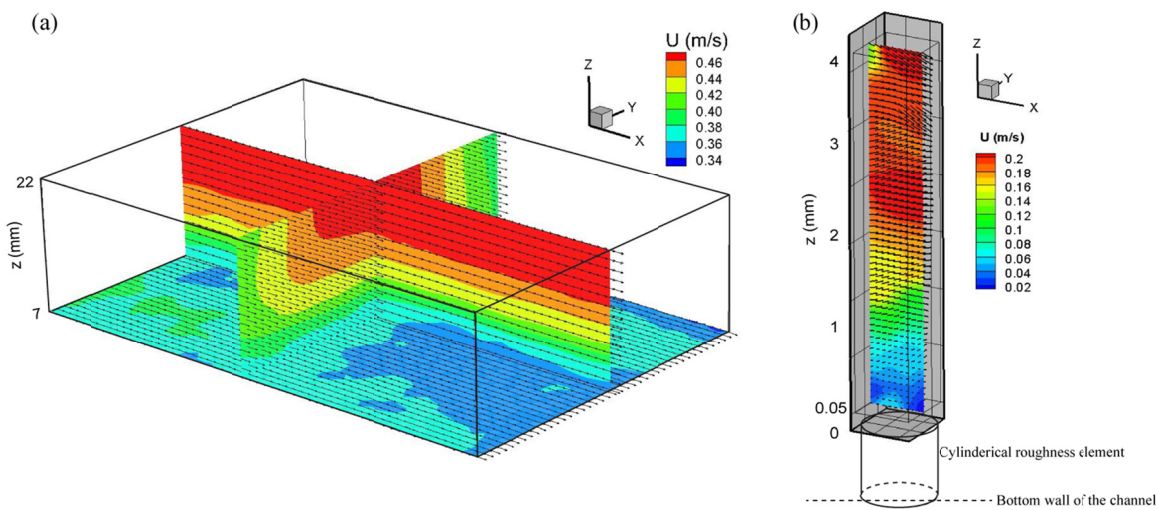 (a)
U (m/s)
0.46
0.44
0.42
0.40
0.38
0.36
0.34
Z
Y
X
22
z (mm)
7
(b)
4
3
2
1
0.05
0
z (mm)
Z
Y
X
U (m/s)
0.2
0.18
0.16
0.14
0.12
0.1
0.08
0.06
0.04
0.02
Cylinderical roughness element
Bottom wall of the channel